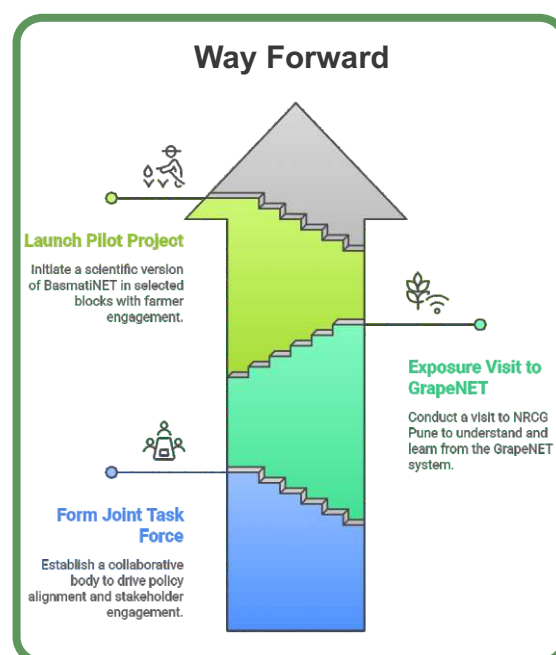 Way Forward
Launch Pilot Project
Initiate a scientific version
of BasmatiNET in selected
blocks with farmer
engagement.
Exposure Visit to
GrapeNET
Conduct a visit to NRCG
Pune to understand and
learn from the GrapeNET
system.
Form Joint Task
Force
Establish a collaborative
body to drive policy
alignment and stakeholder
engagement.